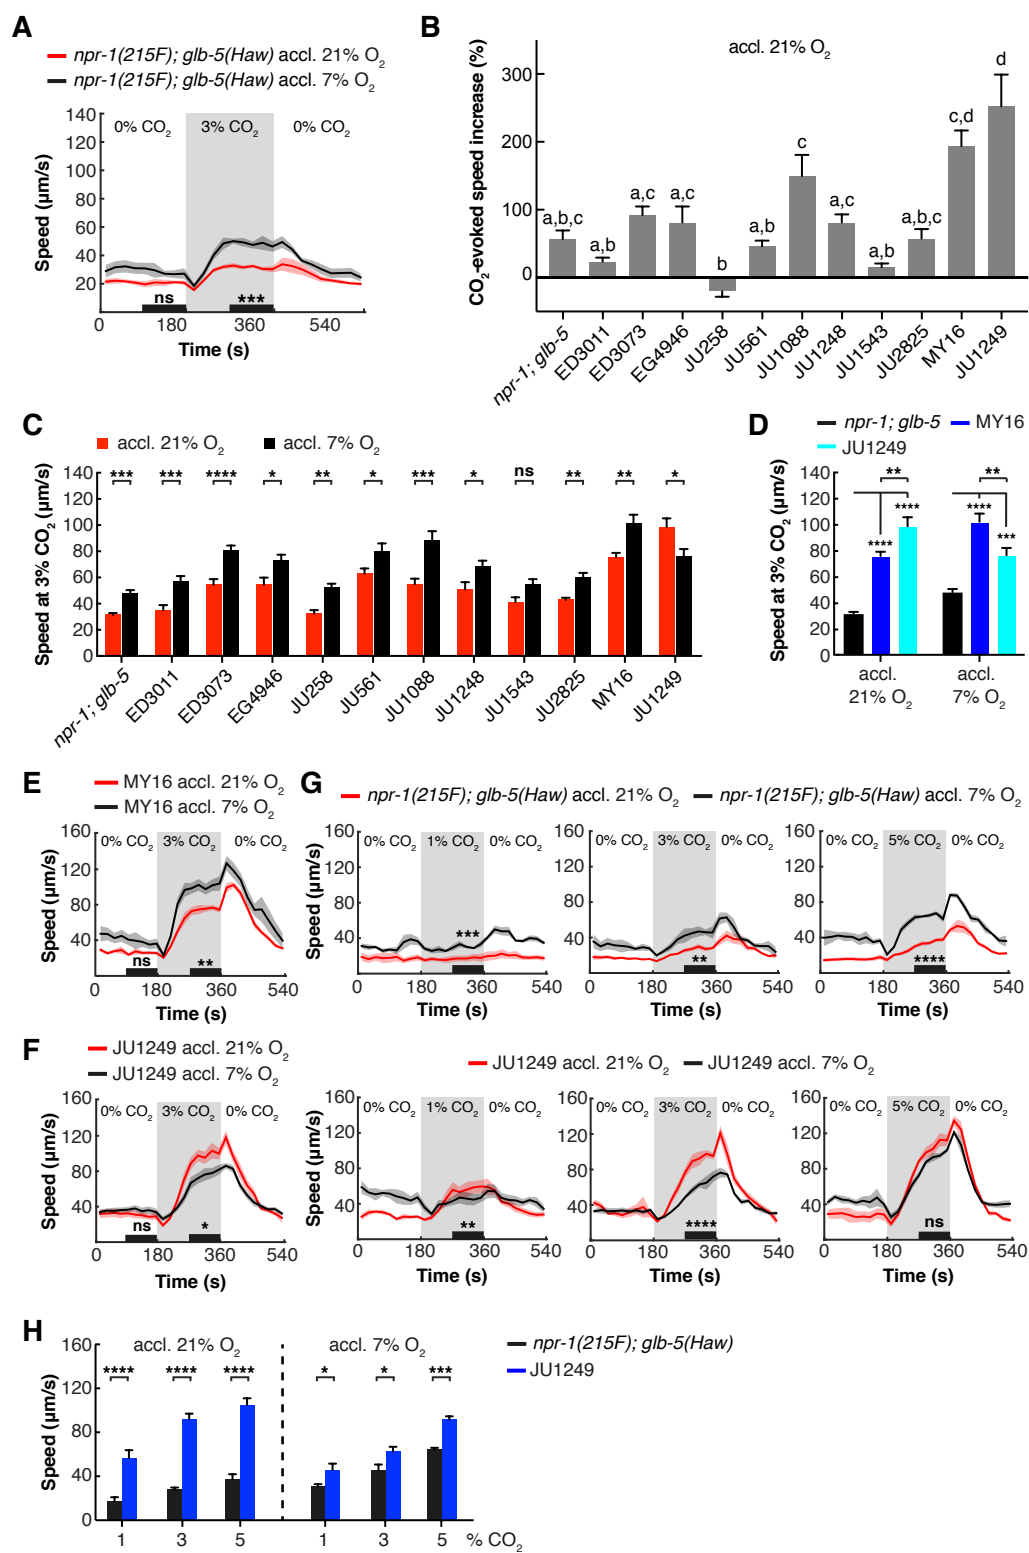 A
npr-1(215F); glb-5(Haw) accl. 21% O2
npr-1(215F); glb-5(Haw) accl. 7% O2
Speed (µm/s)
140
120
100
80
60
40
20
0% CO2 3% CO2 0% CO2
ns ***
0 180 360 540
Time (s)
B
accl. 21% O2
CO2-evoked speed increase (%)
300
200
100
0
a,b,c a,b a,c a,c b a,b c a,c a,b a,b,c c,d d
npr-1; glb-5 ED3011 ED3073 EG4946 JU258 JU561 JU1088 JU1248 JU1543 JU2825 MY16 JU1249
C
accl. 21% O2 accl. 7% O2
Speed at 3% CO2 (µm/s)
140
120
100
80
60
40
20
0
*** *** **** * ** * *** * ns ** ** *
npr-1; glb-5 ED3011 ED3073 EG4946 JU258 JU561 JU1088 JU1248 JU1543 JU2825 MY16 JU1249
D
npr-1; glb-5 MY16
JU1249
Speed at 3% CO2 (µm/s)
140
120
100
80
60
40
20
0
** **
**** **** **** ***
accl. accl.
21% O2 7% O2
E
MY16 accl. 21% O2
MY16 accl. 7% O2
Speed (µm/s)
160
120
80
40
0% CO2 3% CO2 0% CO2
ns **
0 180 360 540
Time (s)
G
npr-1(215F); glb-5(Haw) accl. 21% O2 npr-1(215F); glb-5(Haw) accl. 7% O2
Speed (µm/s)
160
120
80
40
0% CO2 1% CO2 0% CO2
***
0 180 360 540
Time (s)
160
120
80
40
0% CO2 3% CO2 0% CO2
**
0 180 360 540
Time (s)
160
120
80
40
0% CO2 5% CO2 0% CO2
****
0 180 360 540
Time (s)
F
JU1249 accl. 21% O2
JU1249 accl. 7% O2
Speed (µm/s)
160
120
80
40
0% CO2 3% CO2 0% CO2
ns *
0 180 360 540
Time (s)
JU1249 accl. 21% O2 JU1249 accl. 7% O2
Speed (µm/s)
160
120
80
40
0% CO2 1% CO2 0% CO2
**
0 180 360 540
Time (s)
160
120
80
40
0% CO2 3% CO2 0% CO2
****
0 180 360 540
Time (s)
160
120
80
40
0% CO2 5% CO2 0% CO2
ns
0 180 360 540
Time (s)
H
accl. 21% O2 accl. 7% O2
npr-1(215F); glb-5(Haw)
JU1249
Speed (µm/s)
160
120
80
40
0
**** **** **** * * ***
1 3 5 1 3 5 % CO2